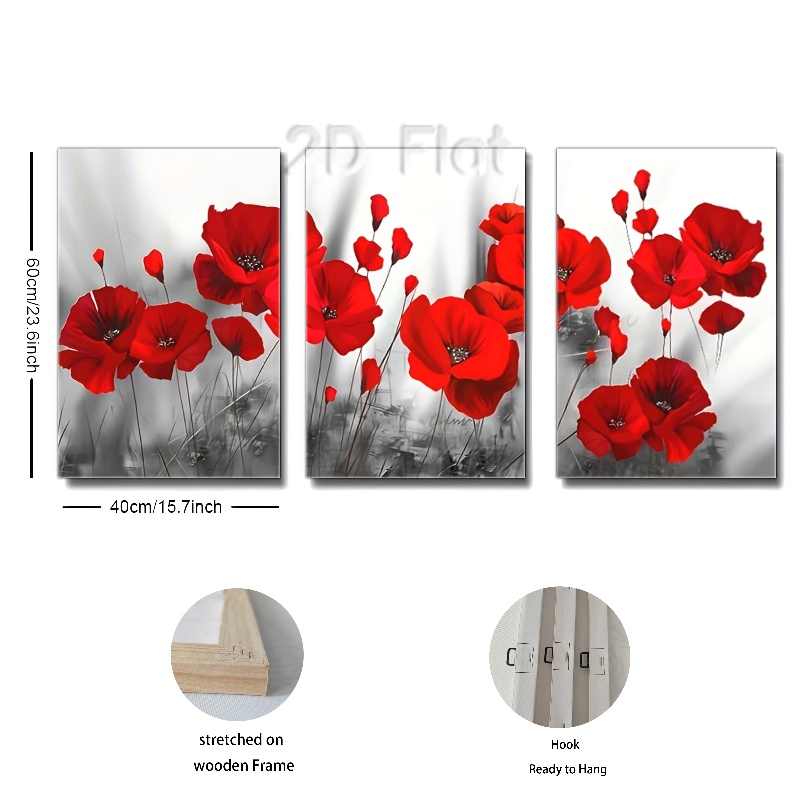 2D Flat
60cm/23.6inch
40cm/15.7inch
stretched on
wooden Frame
Hook
Ready to Hang